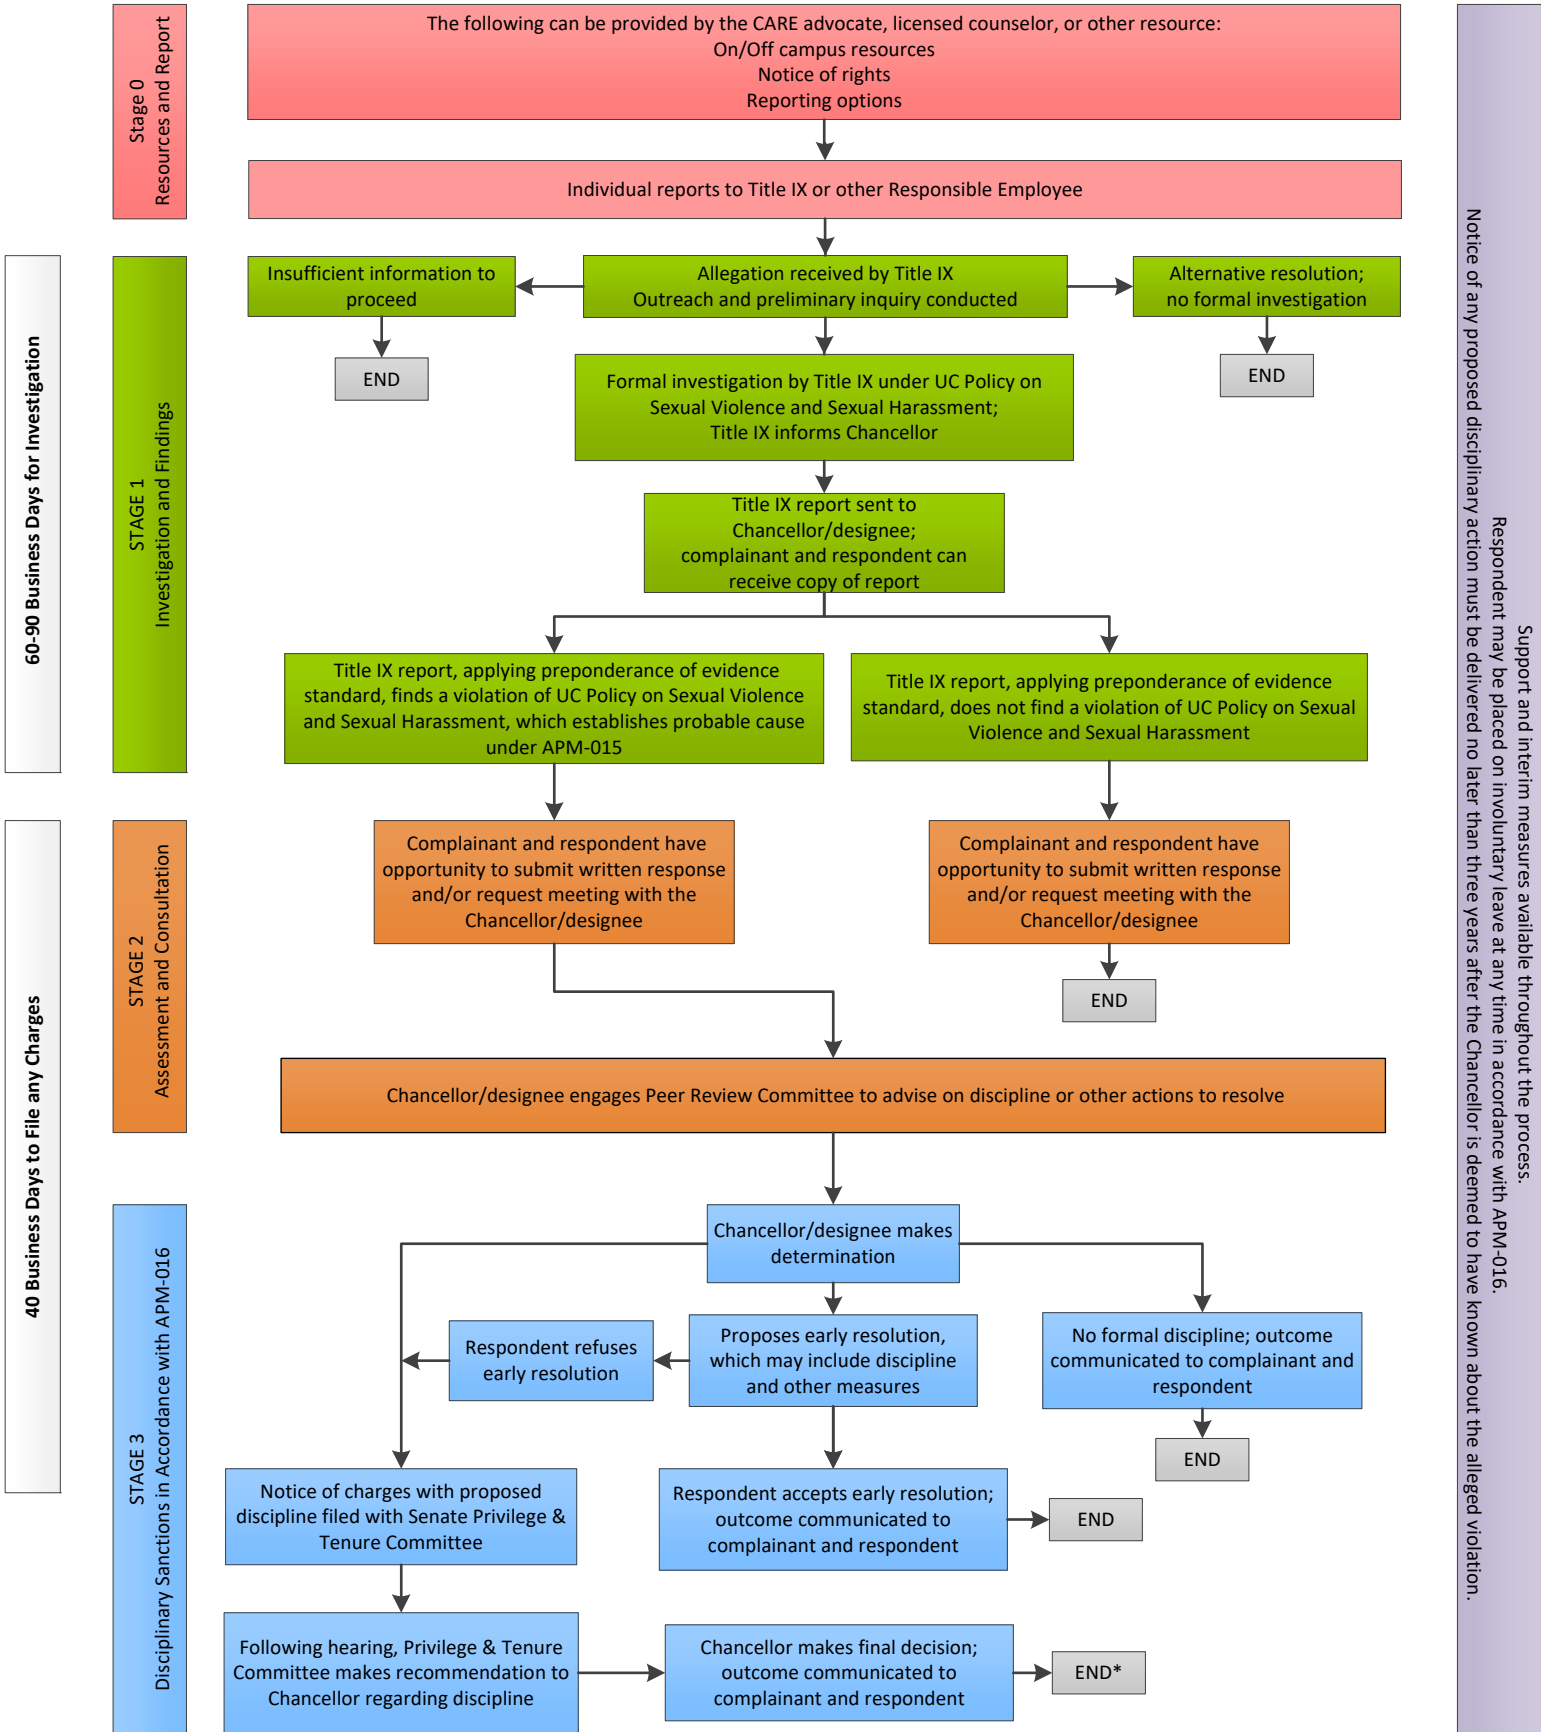 Stage 0
Resources and Report
The following can be provided by the CARE advocate, licensed counselor, or other resource:
On/Off campus resources
Notice of rights
Reporting options
Individual reports to Title IX or other Responsible Employee
60-90 Business Days for Investigation
STAGE 1
Investigation and Findings
Insufficient information to
proceed
Allegation received by Title IX
Outreach and preliminary inquiry conducted
Alternative resolution;
no formal investigation
END
END
Formal investigation by Title IX under UC Policy on
Sexual Violence and Sexual Harassment;
Title IX informs Chancellor
Title IX report sent to
Chancellor/designee;
complainant and respondent can
receive copy of report
Title IX report, applying preponderance of evidence
standard, finds a violation of UC Policy on Sexual Violence
and Sexual Harassment, which establishes probable cause
under APM-015
Title IX report, applying preponderance of evidence
standard, does not find a violation of UC Policy on Sexual
Violence and Sexual Harassment
40 Business Days to File any Charges
STAGE 2
Assessment and Consultation
Complainant and respondent have
opportunity to submit written response
and/or request meeting with the
Chancellor/designee
Complainant and respondent have
opportunity to submit written response
and/or request meeting with the
Chancellor/designee
END
Chancellor/designee engages Peer Review Committee to advise on discipline or other actions to resolve
STAGE 3
Disciplinary Sanctions in Accordance with APM-016
Chancellor/designee makes
determination
Respondent refuses
early resolution
Proposes early resolution,
which may include discipline
and other measures
No formal discipline; outcome
communicated to complainant and
respondent
END
Notice of charges with proposed
discipline filed with Senate Privilege &
Tenure Committee
Respondent accepts early resolution;
outcome communicated to
complainant and respondent
END
Following hearing, Privilege & Tenure
Committee makes recommendation to
Chancellor regarding discipline
Chancellor makes final decision;
outcome communicated to
complainant and respondent
END*
Support and interim measures available throughout the process.
Respondent may be placed on involuntary leave at any time in accordance with APM-016.
Notice of any proposed disciplinary action must be delivered no later than three years after the Chancellor is deemed to have known about the alleged violation.